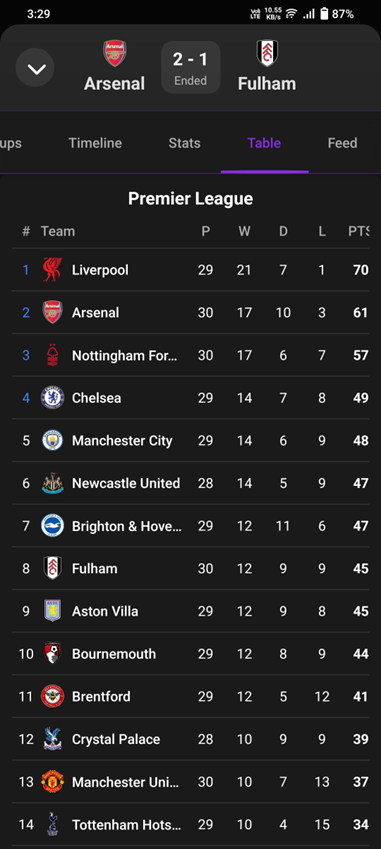 3:29 Vo) LTE 10.55 KB/s 87%
2 - 1
Ended
Arsenal Fulham
ups Timeline Stats Table Feed
Premier League
# Team P W D L PTS
1 Liverpool 29 21 7 1 70
2 Arsenal 30 17 10 3 61
3 Nottingham For... 30 17 6 7 57
4 Chelsea 29 14 7 8 49
5 Manchester City 29 14 6 9 48
6 Newcastle United 28 14 5 9 47
7 Brighton & Hove... 29 12 11 6 47
8 Fulham 30 12 9 9 45
9 Aston Villa 29 12 9 8 45
10 Bournemouth 29 12 8 9 44
11 Brentford 29 12 5 12 41
12 Crystal Palace 28 10 9 9 39
13 Manchester Uni... 30 10 7 13 37
14 Tottenham Hots... 29 10 4 15 34